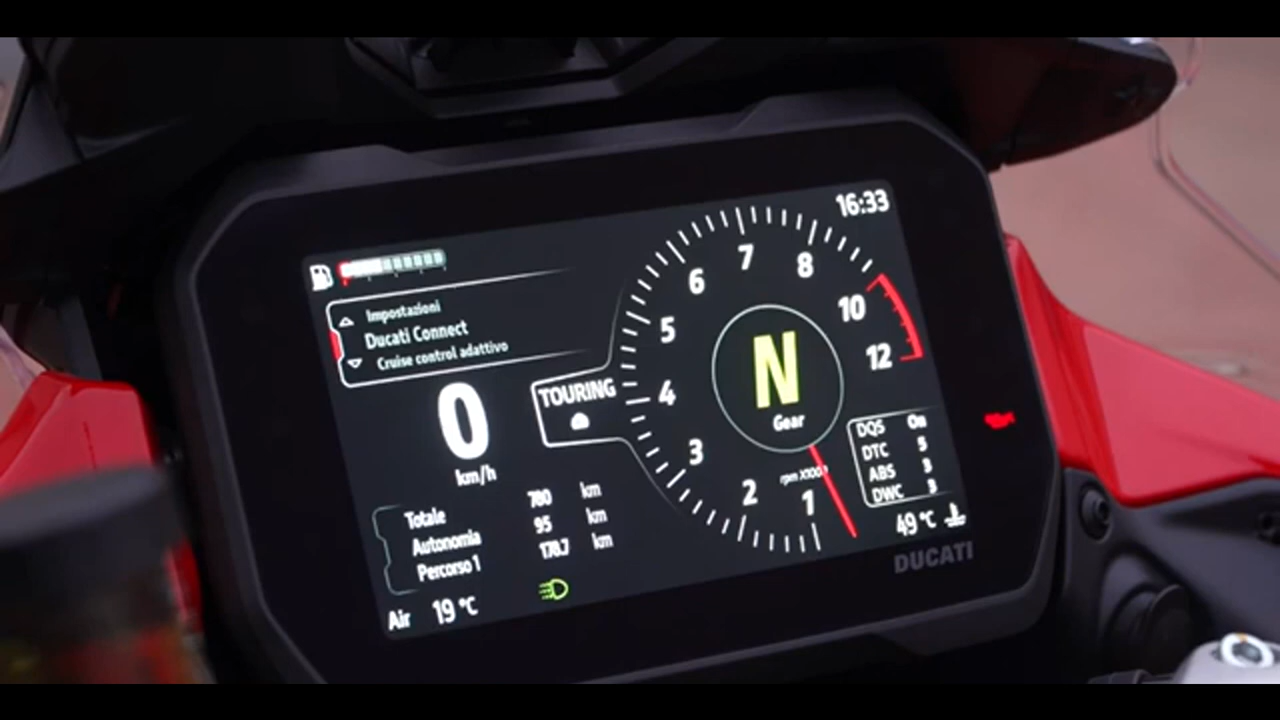 16:33
Impostazioni
Ducati Connect
Cruise control adattivo
0
km/h
TOURING
Totale 780 km
Autonomia 95 km
Percorso 1 178.7 km
Air 19 °C
1
2
3
4
5
6
7
8
10
12
N
Gear
rpm X1000
DQS On
DTC 5
ABS 3
DWC 3
49 °C
DUCATI